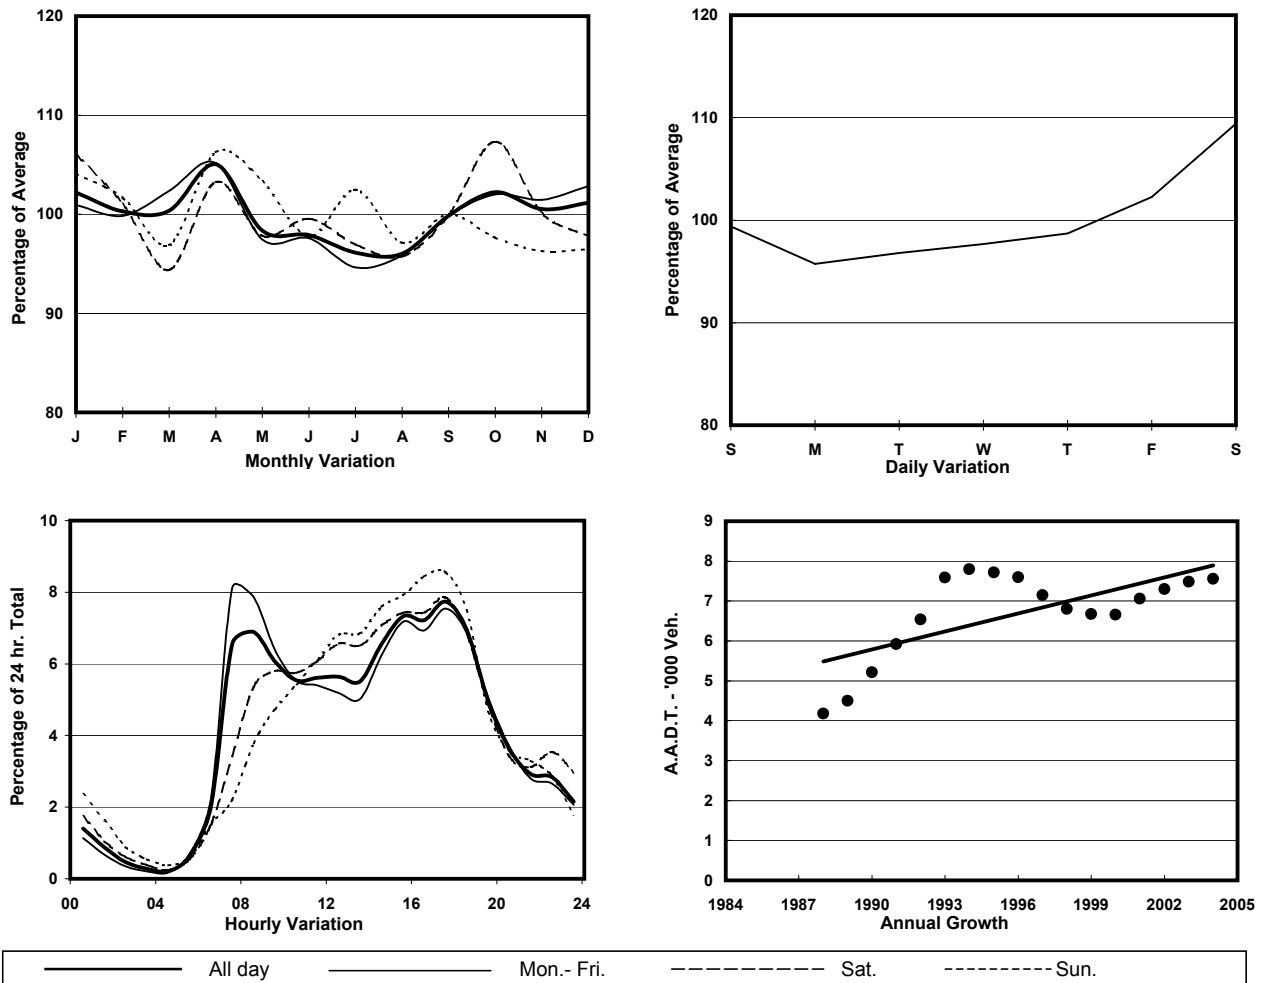 120
110
100
90
80
Percentage of Average
J F M A M J J A S O N D
Monthly Variation
120
110
100
90
80
Percentage of Average
S M T W T F S
Daily Variation
10
8
6
4
2
0
Percentage of 24 hr. Total
00 04 08 12 16 20 24
Hourly Variation
9
8
7
6
5
4
3
2
1
0
A.A.D.T. - '000 Veh.
1984 1987 1990 1993 1996 1999 2002 2005
Annual Growth
All day Mon.- Fri. Sat. Sun.